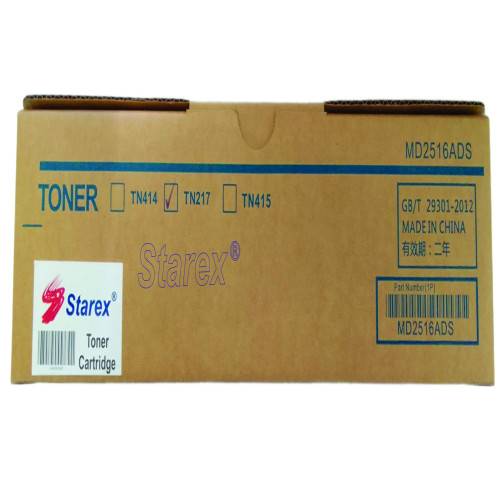 MD2516ADS
TONER TN414 TN217 TN415
GB/T 29301-2012
MADE IN CHINA
有效期:二年
Starex®
Part Number(1P)
MD2516ADS
Starex®
Toner
Cartridge